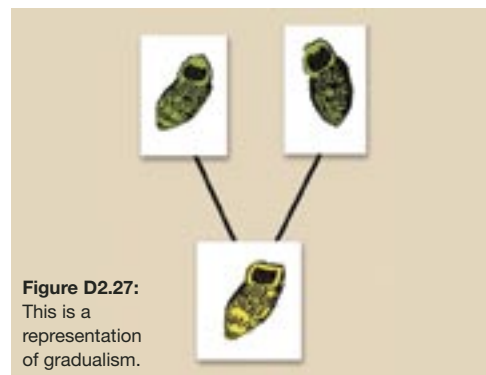 Figure D2.27:
This is a
representation
of gradualism.